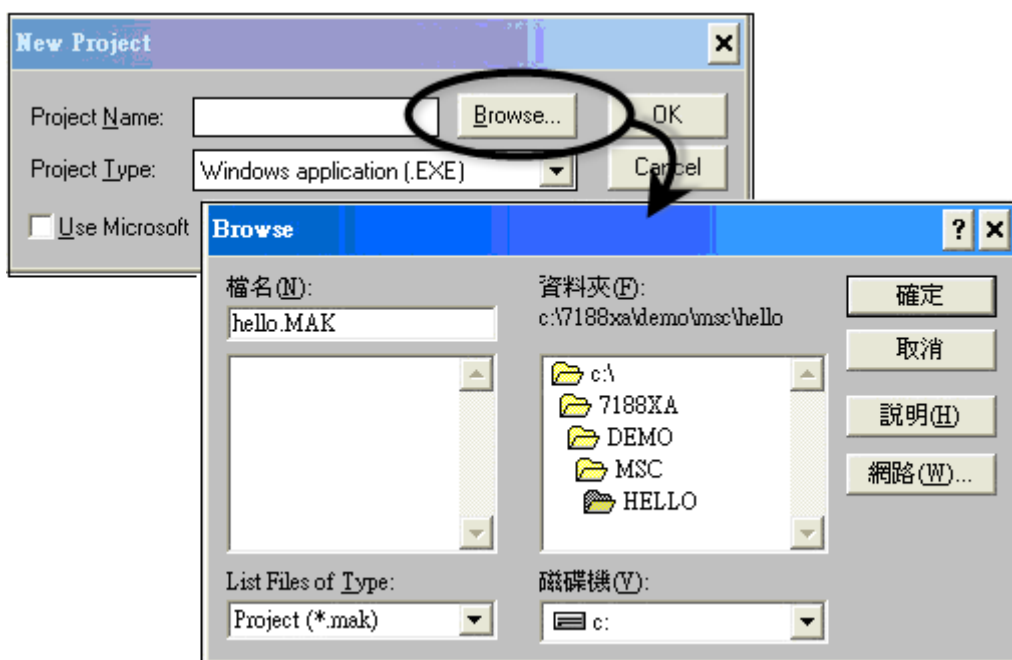 New Project
Project Name:
Browse...
OK
Project Type:
Windows application (.EXE)
Cancel
Use Microsoft
Browse
檔名(N):
hello.MAK
資料夾(F):
c:\7188xa\demo\msc\hello
c:\
7188XA
DEMO
MSC
HELLO
確定
取消
說明(H)
網路(W)...
List Files of Type:
Project (*.mak)
磁碟機(V):
c: